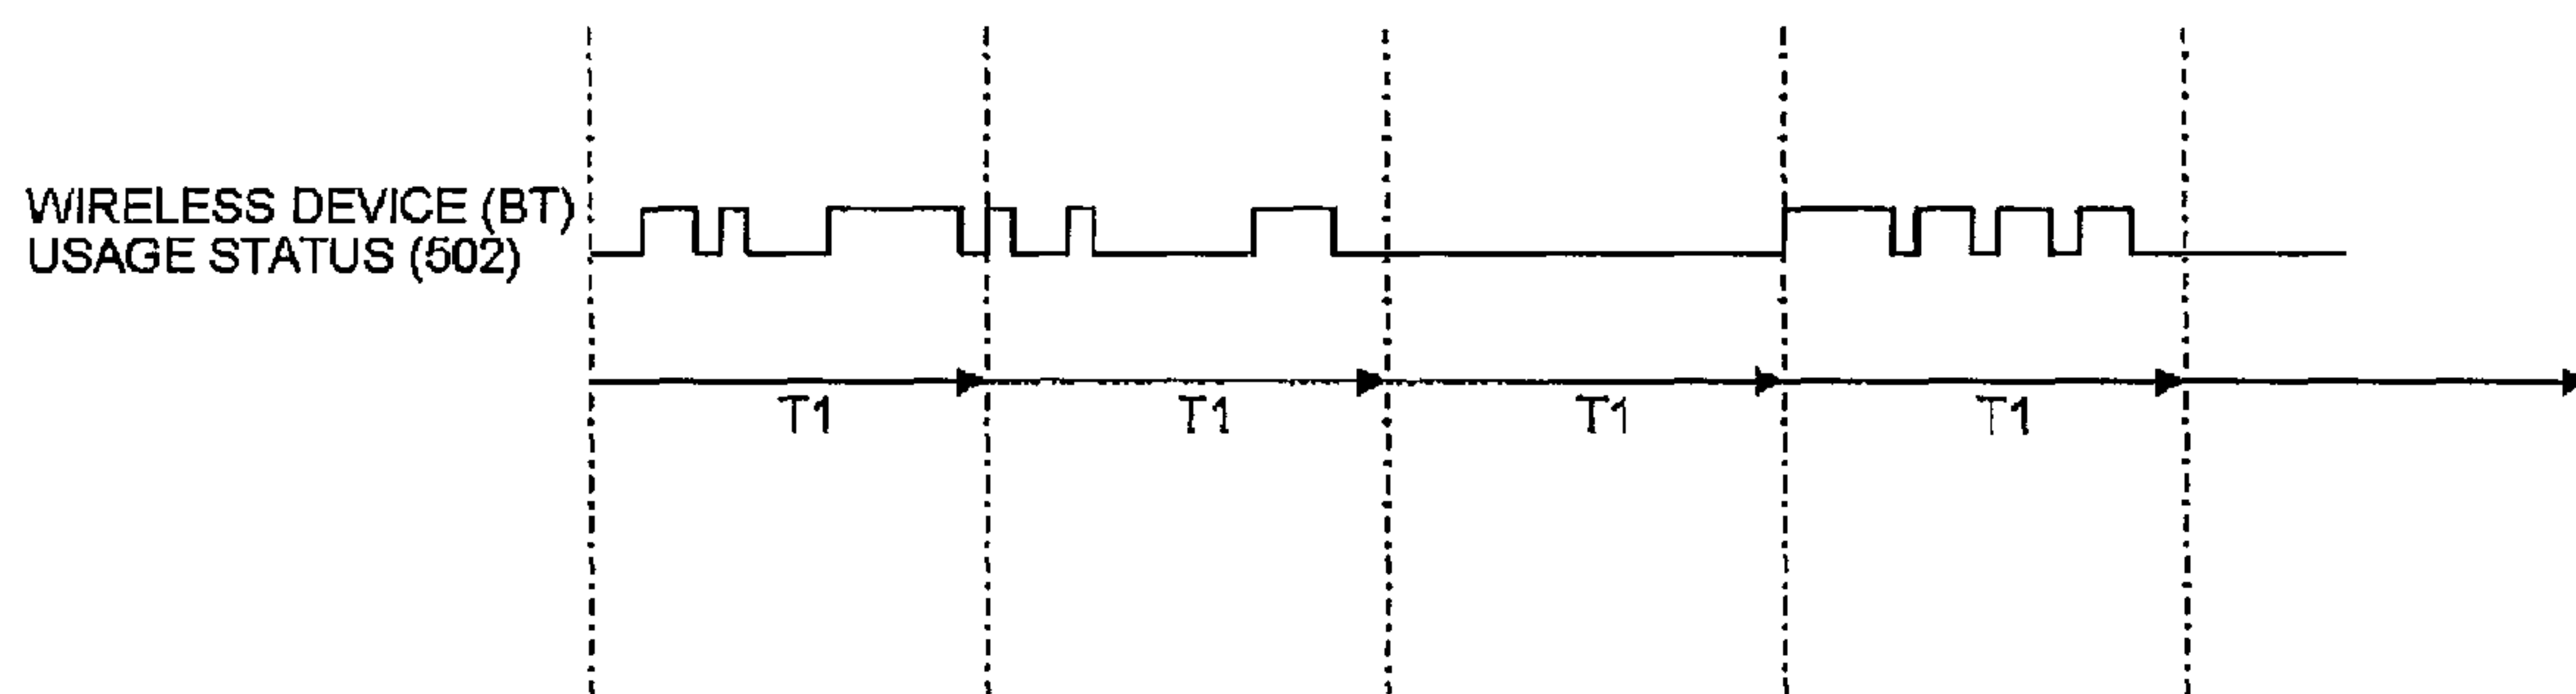 WIRELESS DEVICE (BT)
USAGE STATUS (502)
T1
T1
T1
T1